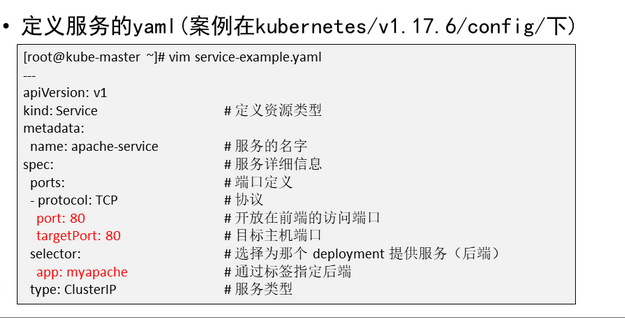 • 定义服务的yaml(案例在kubernetes/v1.17.6/config/下)
[root@kube-master ~]# vim service-example.yaml
---
apiVersion: v1
kind: Service # 定义资源类型
metadata:
  name: apache-service # 服务的名字
spec: # 服务详细信息
  ports: # 端口定义
  - protocol: TCP # 协议
    port: 80 # 开放在前端的访问端口
    targetPort: 80 # 目标主机端口
  selector: # 选择为那个 deployment 提供服务（后端）
    app: myapache # 通过标签指定后端
  type: ClusterIP # 服务类型